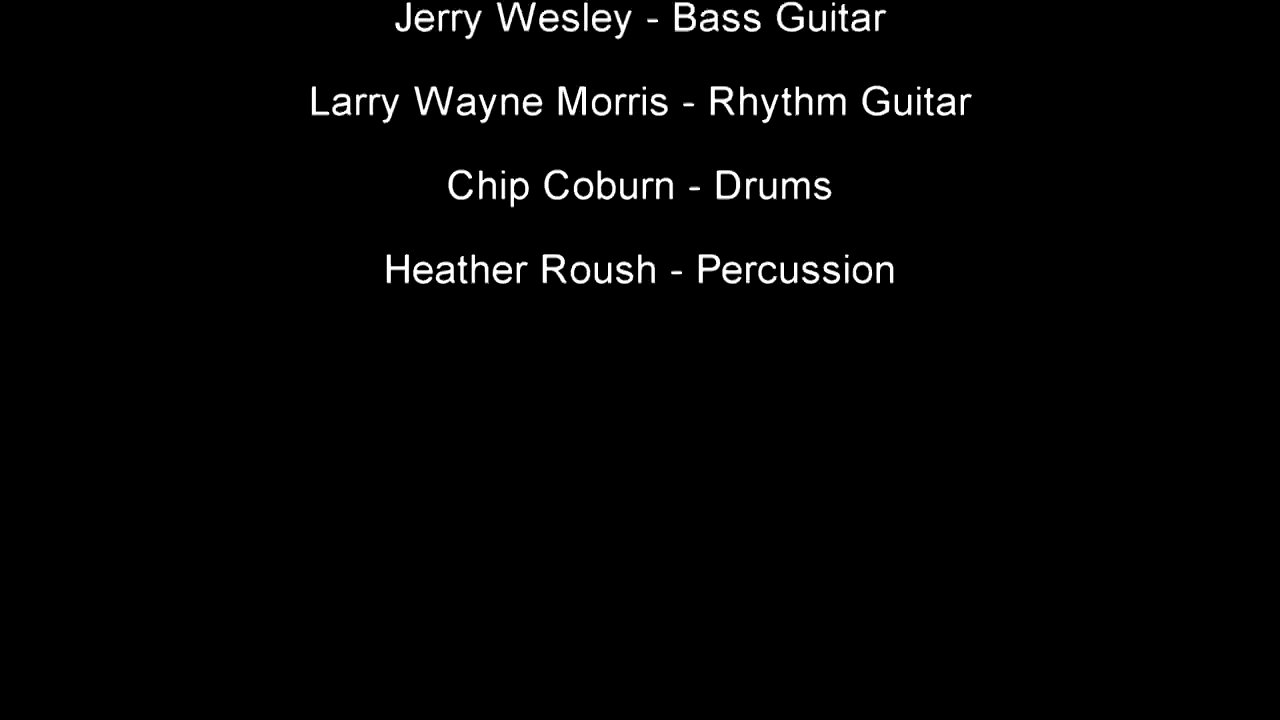 Jerry Wesley - Bass Guitar
Larry Wayne Morris - Rhythm Guitar
Chip Coburn - Drums
Heather Roush - Percussion